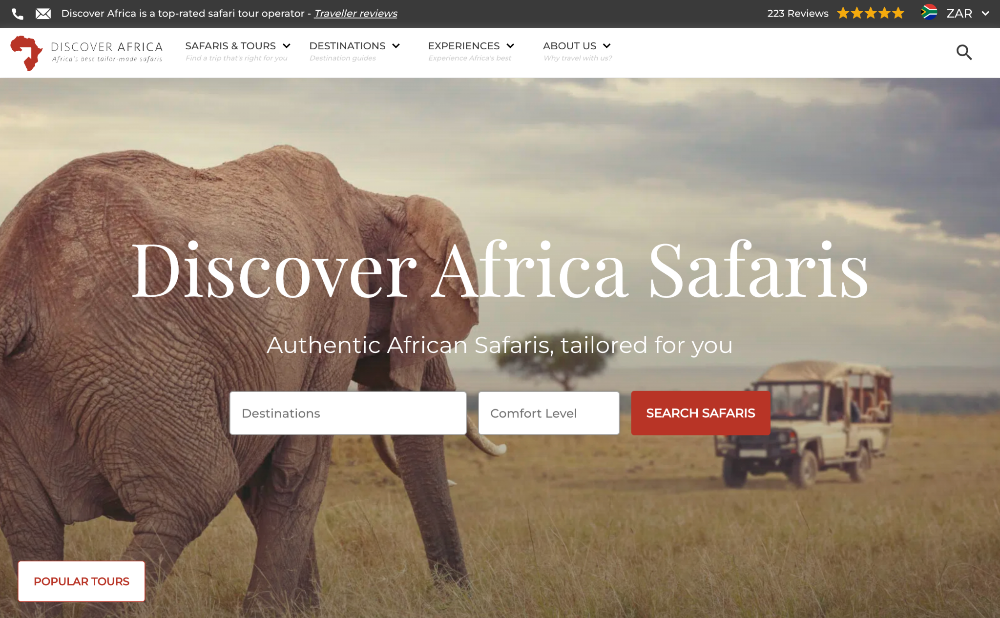 Discover Africa is a top-rated safari tour operator - Traveller reviews
223 Reviews
ZAR
DISCOVER AFRICA
Africa's best tailor-made safaris
SAFARIS & TOURS
Find a trip that's right for you
DESTINATIONS
Destination guides
EXPERIENCES
Experience Africa's best
ABOUT US
Why travel with us?
Discover Africa Safaris
Authentic African Safaris, tailored for you
Destinations
Comfort Level
SEARCH SAFARIS
POPULAR TOURS